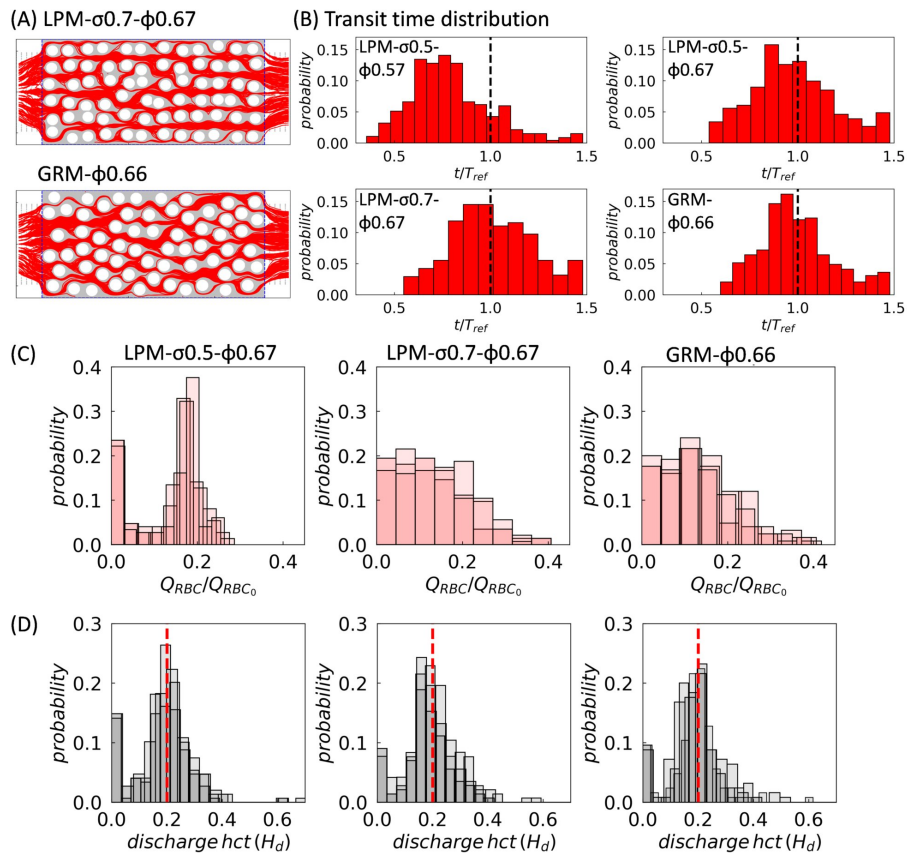 (A) LPM-σ0.7-ϕ0.67
GRM-ϕ0.66
(B) Transit time distribution
probability
0.15
0.10
0.05
0.00
LPM-σ0.5-
ϕ0.57
0.5 1.0 1.5
t/T_ref
probability
0.15
0.10
0.05
0.00
LPM-σ0.5-
ϕ0.67
0.5 1.0 1.5
t/T_ref
probability
0.15
0.10
0.05
0.00
LPM-σ0.7-
ϕ0.67
0.5 1.0 1.5
t/T_ref
probability
0.15
0.10
0.05
0.00
GRM-
ϕ0.66
0.5 1.0 1.5
t/T_ref
(C) LPM-σ0.5-ϕ0.67
probability
0.4
0.3
0.2
0.1
0.0
0.0 0.2 0.4
Q_RBC/Q_RBC₀
LPM-σ0.7-ϕ0.67
probability
0.4
0.3
0.2
0.1
0.0
0.0 0.2 0.4
Q_RBC/Q_RBC₀
GRM-ϕ0.66
probability
0.4
0.3
0.2
0.1
0.0
0.0 0.2 0.4
Q_RBC/Q_RBC₀
(D)
probability
0.3
0.2
0.1
0.0
0.0 0.2 0.4 0.6
discharge hct (H_d)
probability
0.3
0.2
0.1
0.0
0.0 0.2 0.4 0.6
discharge hct (H_d)
probability
0.3
0.2
0.1
0.0
0.0 0.2 0.4 0.6
discharge hct (H_d)